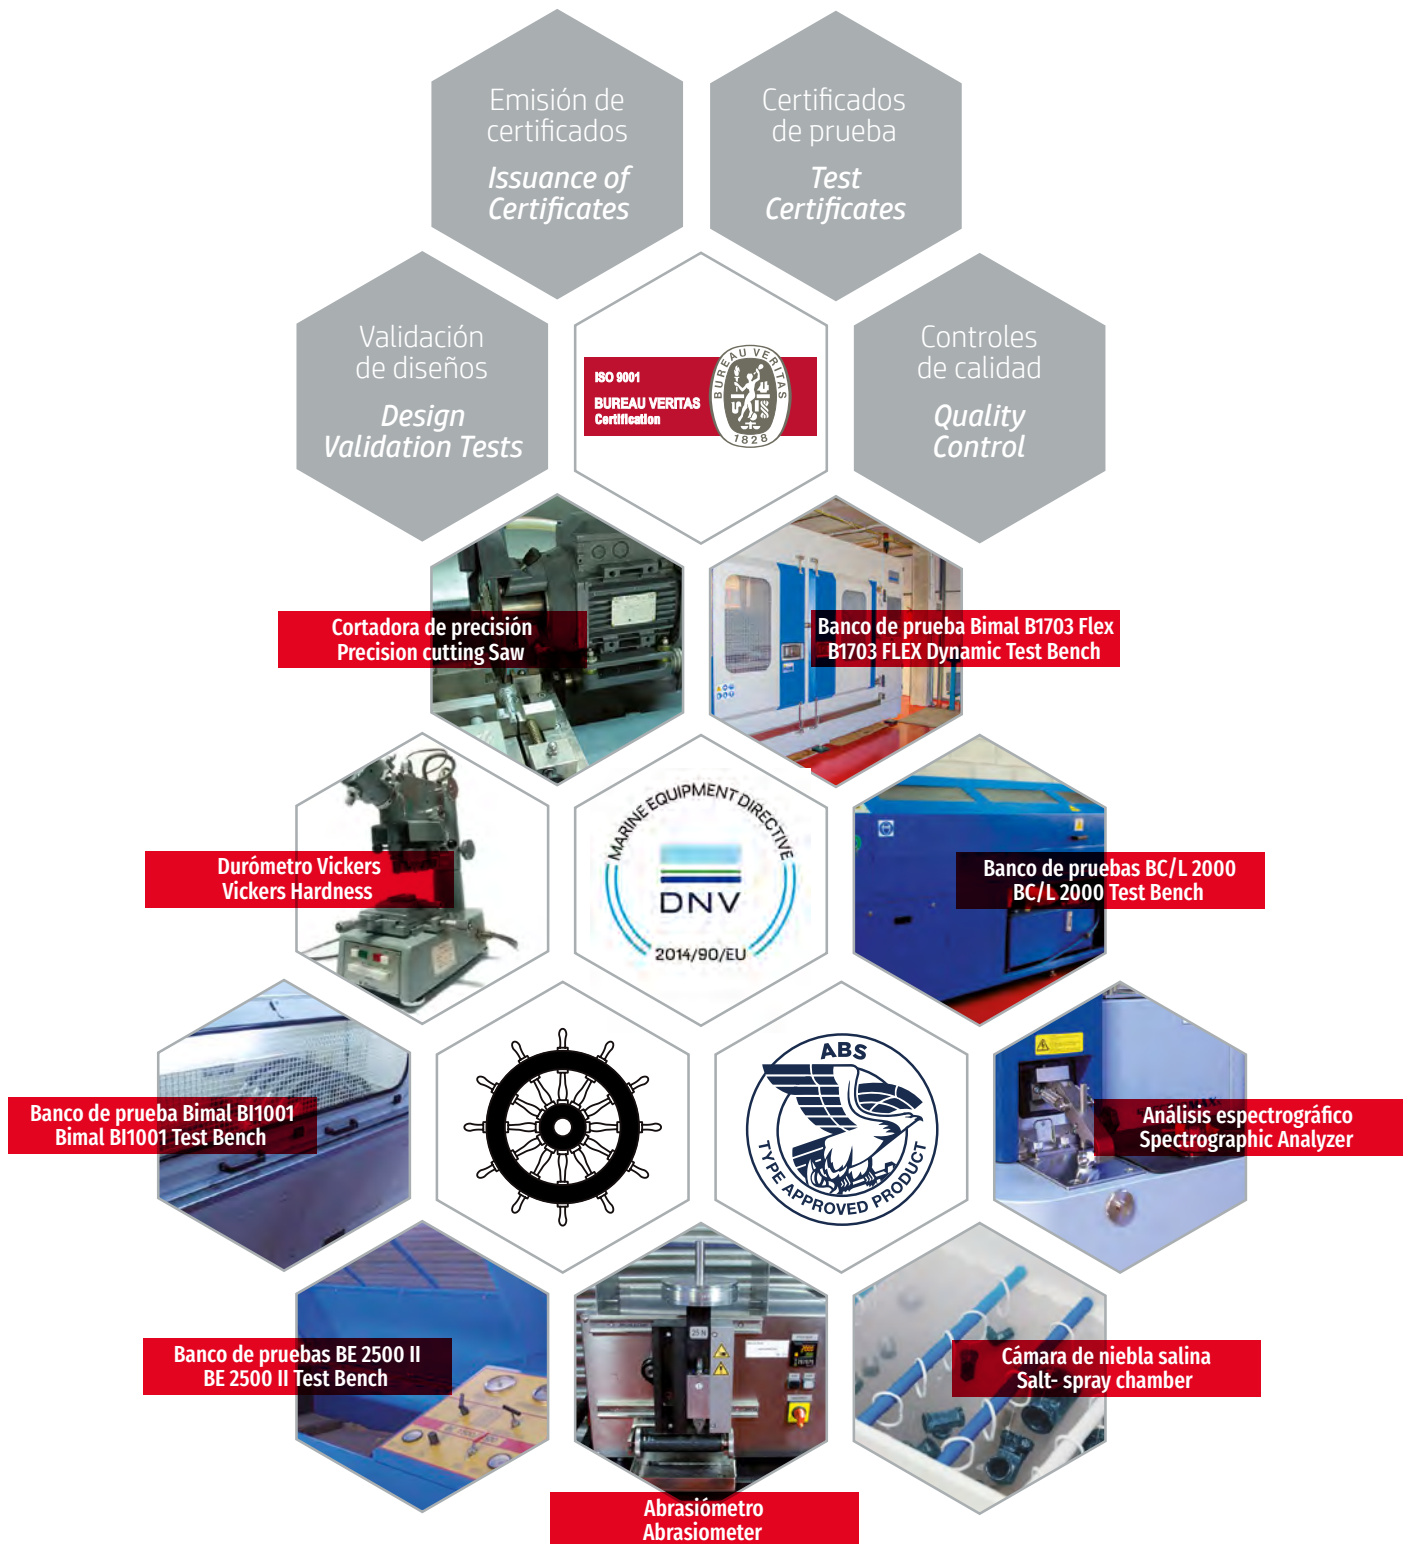 Emisión de
certificados
Issuance of
Certificates
Certificados
de prueba
Test
Certificates
Validación
de diseños
Design
Validation Tests
ISO 9001
BUREAU VERITAS
Certification
BUREAU VERITAS
1828
Controles
de calidad
Quality
Control
Cortadora de precisión
Precision cutting Saw
Banco de prueba Bimal B1703 Flex
B1703 FLEX Dynamic Test Bench
Durómetro Vickers
Vickers Hardness
MARINE EQUIPMENT DIRECTIVE
DNV
2014/90/EU
Banco de pruebas BC/L 2000
BC/L 2000 Test Bench
Banco de prueba Bimal BI1001
Bimal BI1001 Test Bench
ABS
TYPE APPROVED PRODUCT
Análisis espectrográfico
Spectrographic Analyzer
Banco de pruebas BE 2500 II
BE 2500 II Test Bench
25 N
Abrasiómetro
Abrasiometer
Cámara de niebla salina
Salt- spray chamber